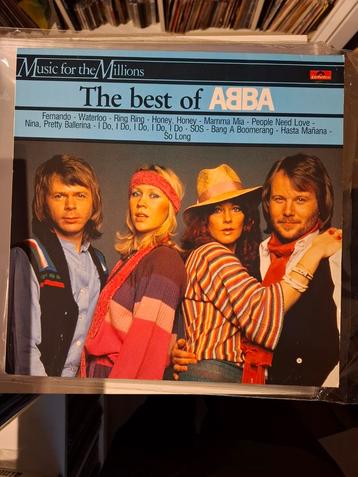 Music for the Millions
The best of ABBA
Fernando - Waterloo - Ring Ring - Honey, Honey - Mamma Mia - People Need Love -
Nina, Pretty Ballerina - I Do, I Do, I Do, I Do, I Do - SOS - Bang A Boomerang - Hasta Mañana -
So Long